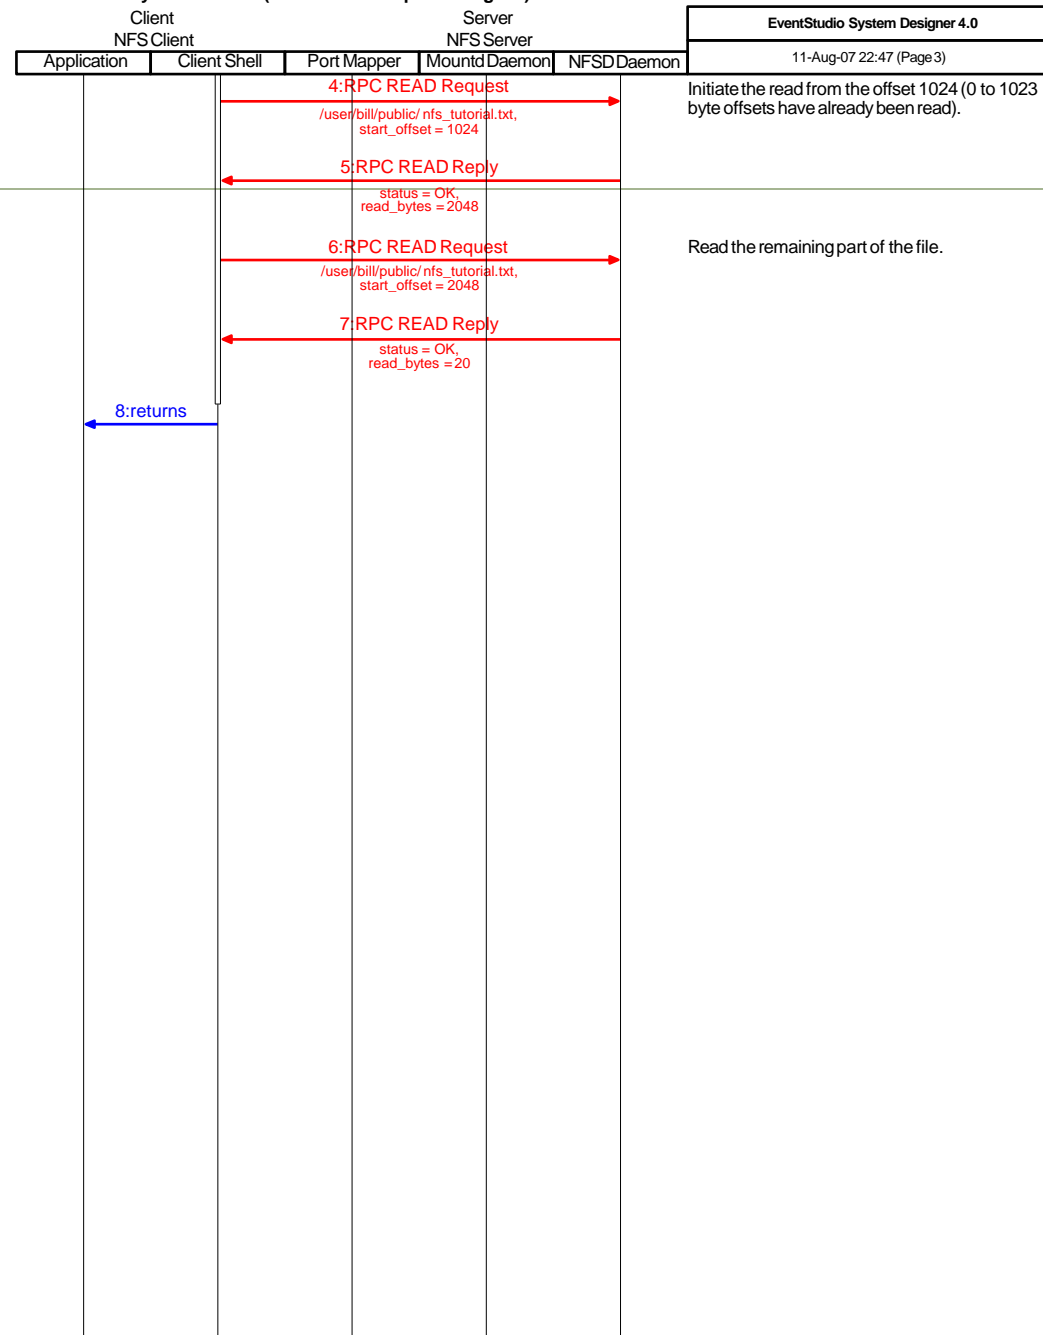 Client
Server
EventStudio System Designer 4.0
NFS Client
NFS Server
11-Aug-07 22:47 (Page 3)
Application
Client Shell
Port Mapper
Mountd Daemon
NFSD Daemon
4:RPC READ Request
Initiate the read from the offset 1024 (0 to 1023
byte offsets have already been read).
/user/bill/public/ nfs_tutorial.txt,
start_offset = 1024
5:RPC READ Reply
status = OK,
read_bytes = 2048
6:RPC READ Request
Read the remaining part of the file.
/user/bill/public/ nfs_tutorial.txt,
start_offset = 2048
7:RPC READ Reply
status = OK,
read_bytes = 20
8:returns